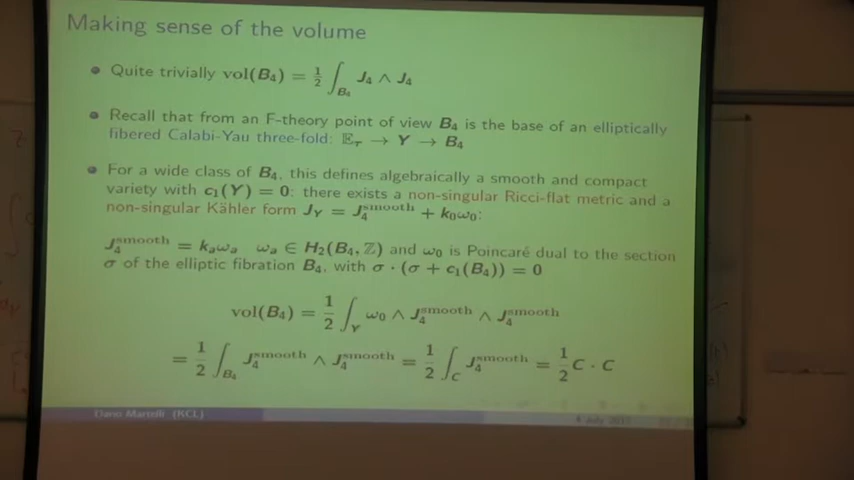 Making sense of the volume
• Quite trivially vol(B₄) = ½ ∫_{B₄} J₄ ∧ J₄
• Recall that from an F-theory point of view B₄ is the base of an elliptically
fibered Calabi-Yau three-fold: 𝔼_τ → Y → B₄
• For a wide class of B₄, this defines algebraically a smooth and compact
variety with c₁(Y) = 0: there exists a non-singular Ricci-flat metric and a
non-singular Kähler form J_Y = J₄^{smooth} + k₀ω₀:
J₄^{smooth} = k_aω_a ω_a ∈ H₂(B₄, ℤ) and ω₀ is Poincaré dual to the section
σ of the elliptic fibration B₄, with σ · (σ + c₁(B₄)) = 0
vol(B₄) = 1/2 ∫_Y ω₀ ∧ J₄^{smooth} ∧ J₄^{smooth}
= 1/2 ∫_{B₄} J₄^{smooth} ∧ J₄^{smooth} = 1/2 ∫_C J₄^{smooth} = 1/2 C · C
Dario Martelli (KCL)
4 July 2017